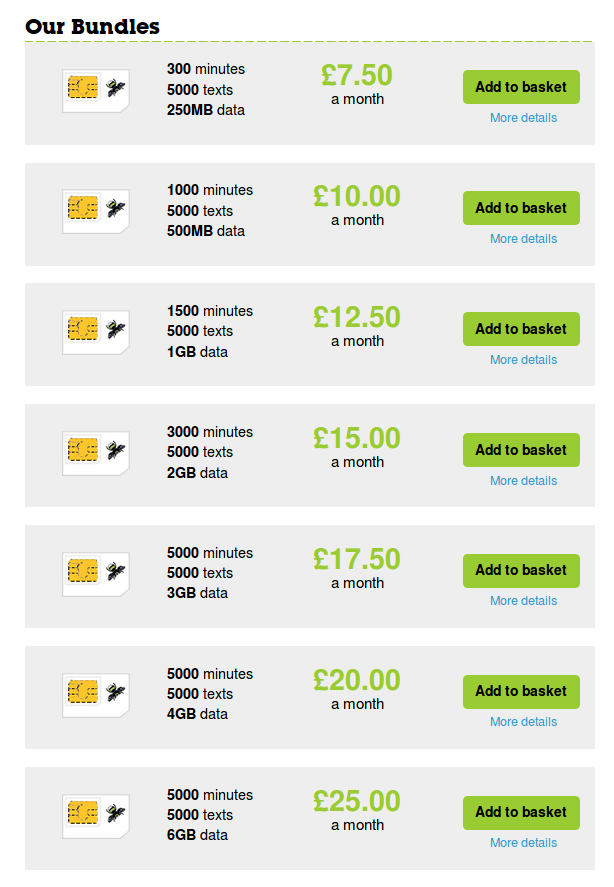 Our Bundles
300 minutes
5000 texts
250MB data
£7.50
a month
Add to basket
More details
1000 minutes
5000 texts
500MB data
£10.00
a month
Add to basket
More details
1500 minutes
5000 texts
1GB data
£12.50
a month
Add to basket
More details
3000 minutes
5000 texts
2GB data
£15.00
a month
Add to basket
More details
5000 minutes
5000 texts
3GB data
£17.50
a month
Add to basket
More details
5000 minutes
5000 texts
4GB data
£20.00
a month
Add to basket
More details
5000 minutes
5000 texts
6GB data
£25.00
a month
Add to basket
More details